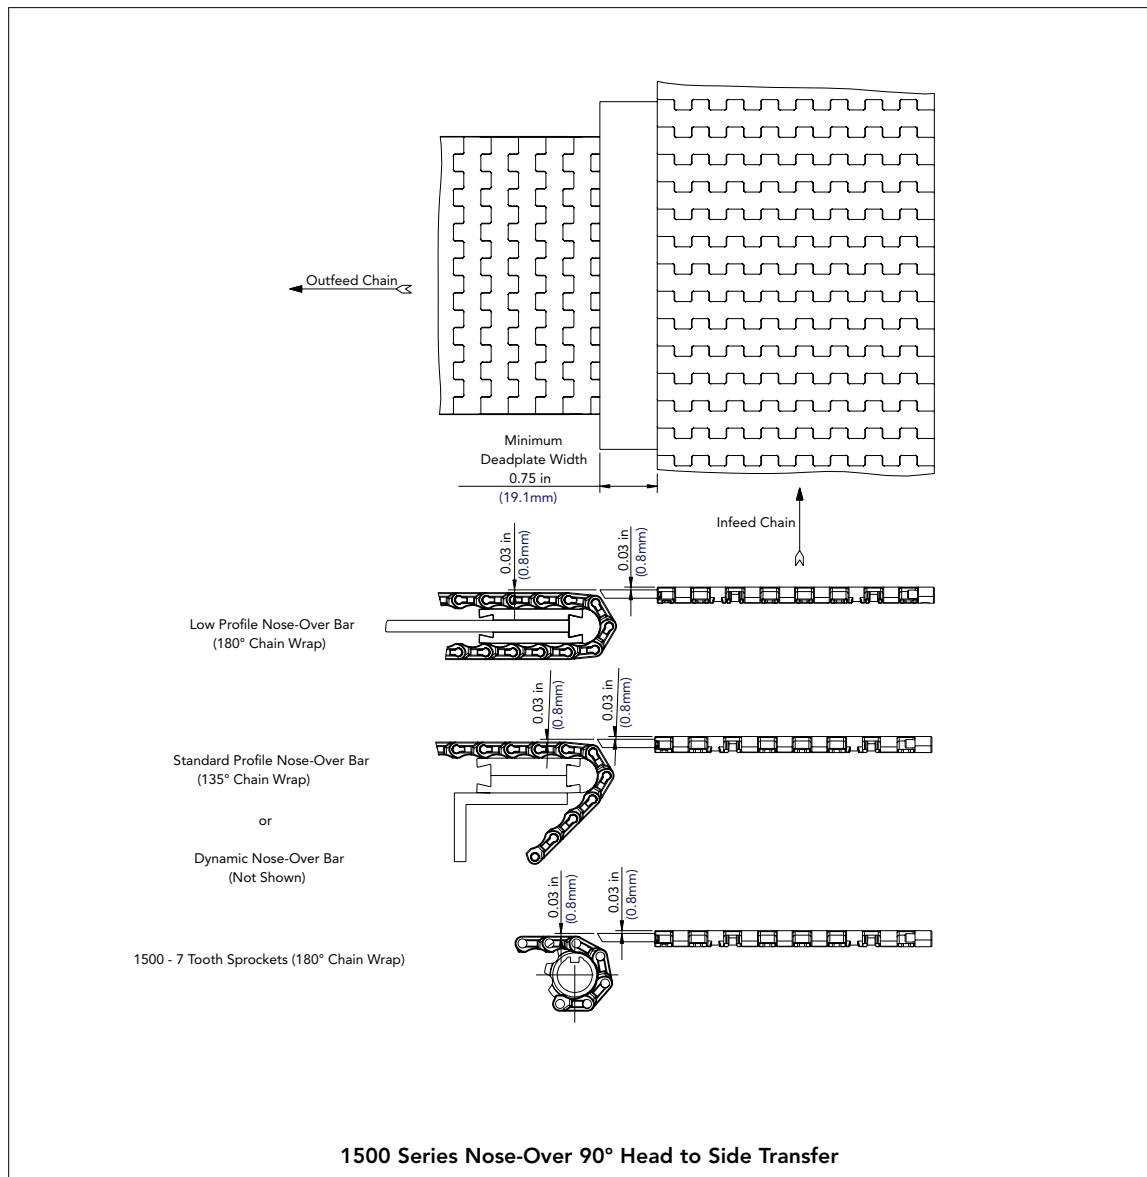 Outfeed Chain
Minimum
Deadplate Width
0.75 in
(19.1mm)
Infeed Chain
0.03 in
(0.8mm)
0.03 in
(0.8mm)
Low Profile Nose-Over Bar
(180° Chain Wrap)
0.03 in
(0.8mm)
0.03 in
(0.8mm)
Standard Profile Nose-Over Bar
(135° Chain Wrap)
or
Dynamic Nose-Over Bar
(Not Shown)
0.03 in
(0.8mm)
0.03 in
(0.8mm)
1500 - 7 Tooth Sprockets (180° Chain Wrap)
1500 Series Nose-Over 90° Head to Side Transfer